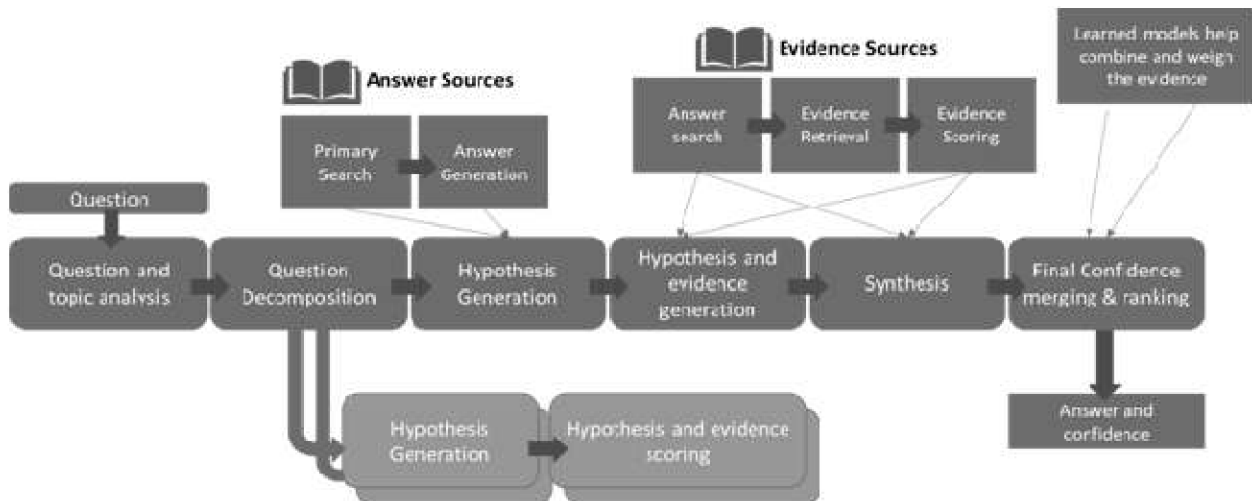 Learned models help
combine and weigh
the evidence
Evidence Sources
Answer Sources
Answer
search
Evidence
Retrieval
Evidence
Scoring
Primary
Search
Answer
Generation
Question
Question and
topic analysis
Question
Decomposition
Hypothesis
Generation
Hypothesis and
evidence
generation
Synthesis
Final Confidence
merging & ranking
Hypothesis
Generation
Hypothesis and evidence
scoring
Answer and
confidence